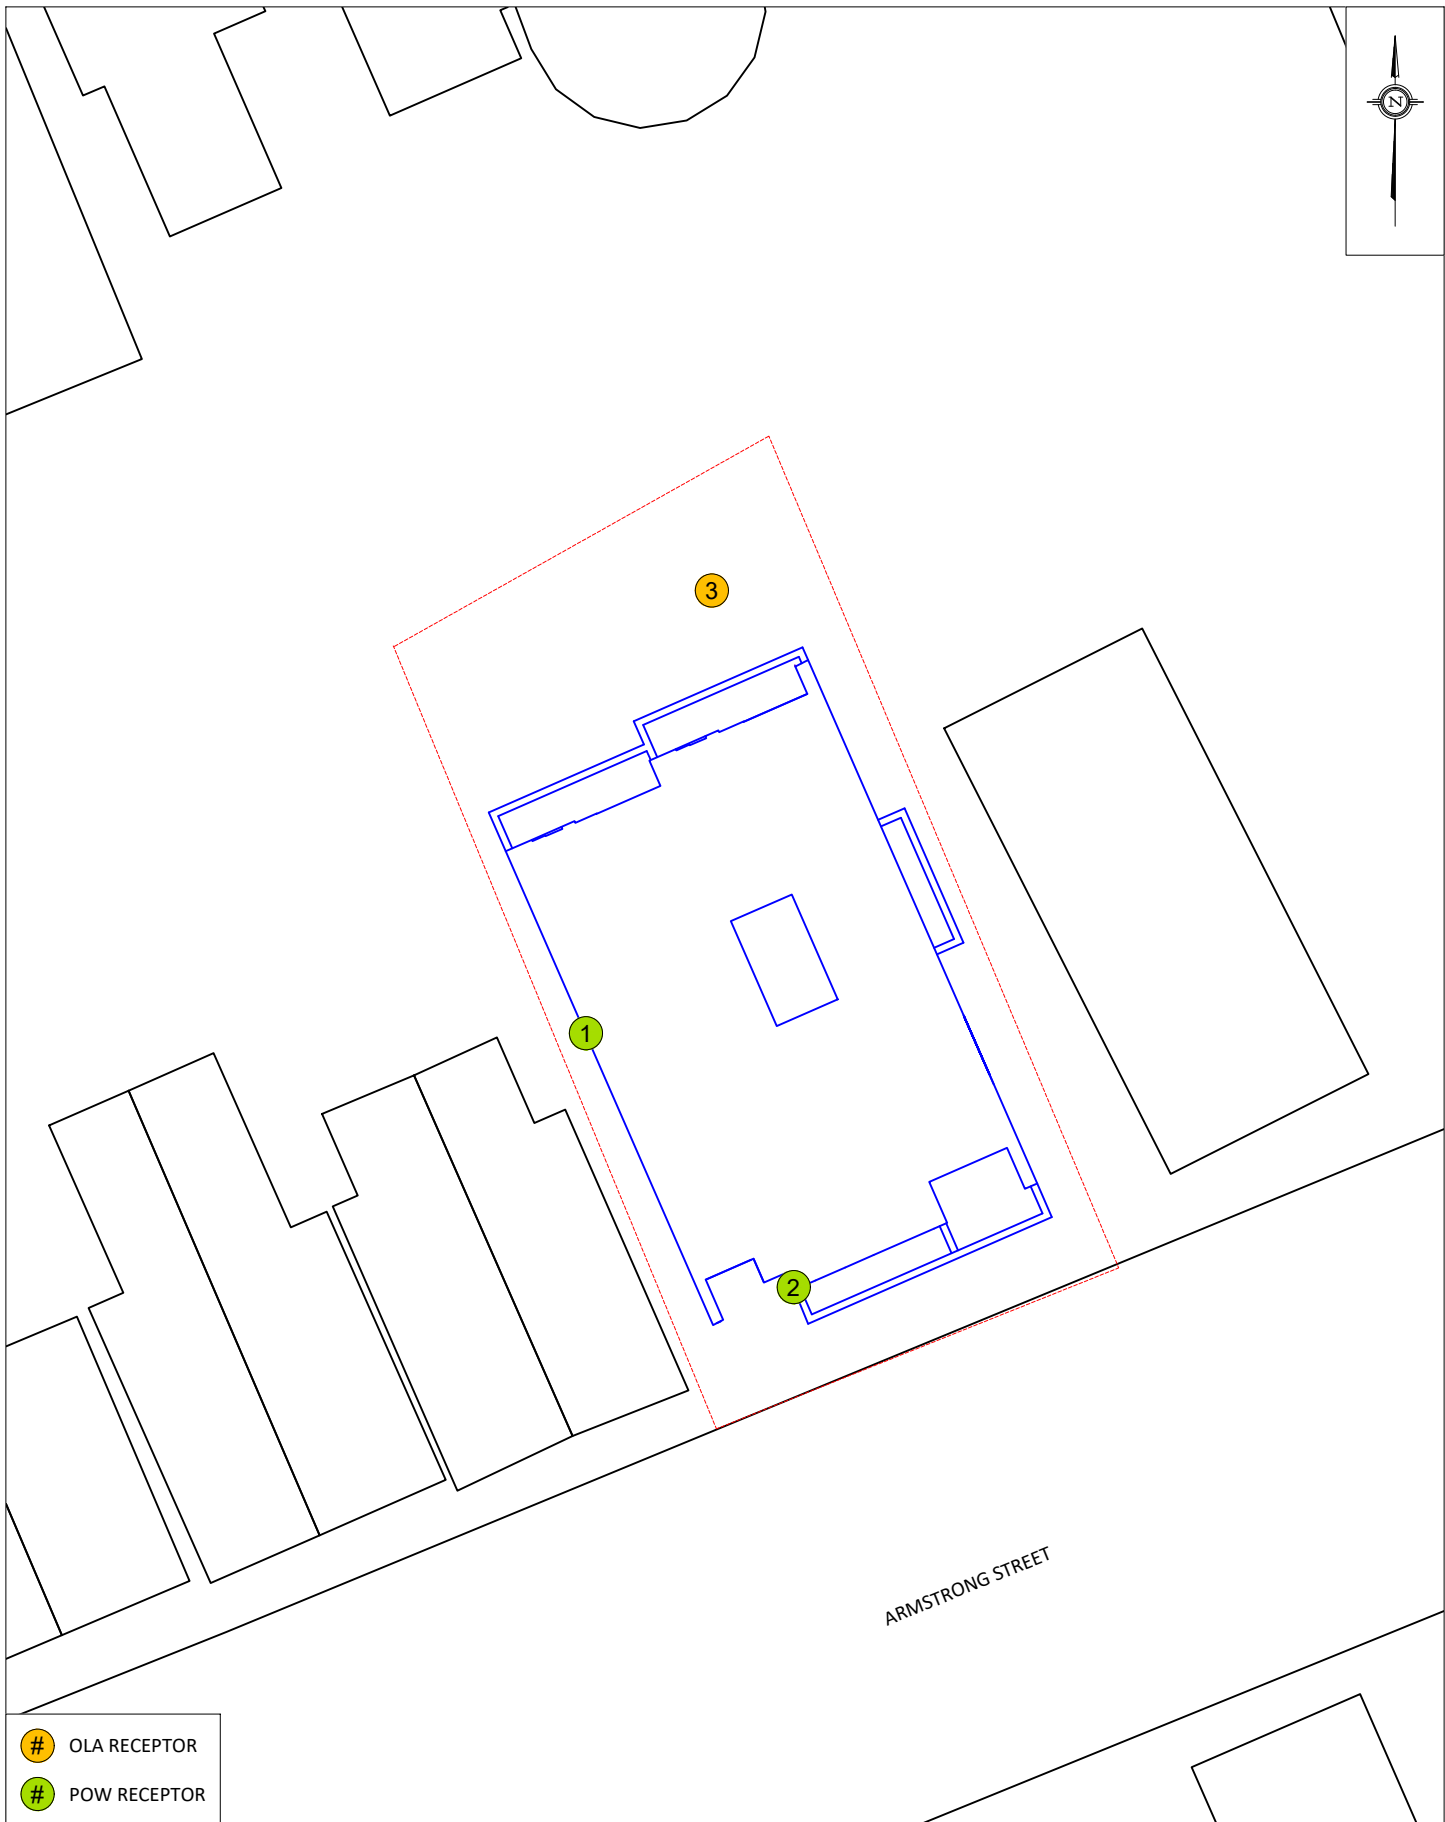 N
3
1
2
ARMSTRONG STREET
# OLA RECEPTOR
# POW RECEPTOR